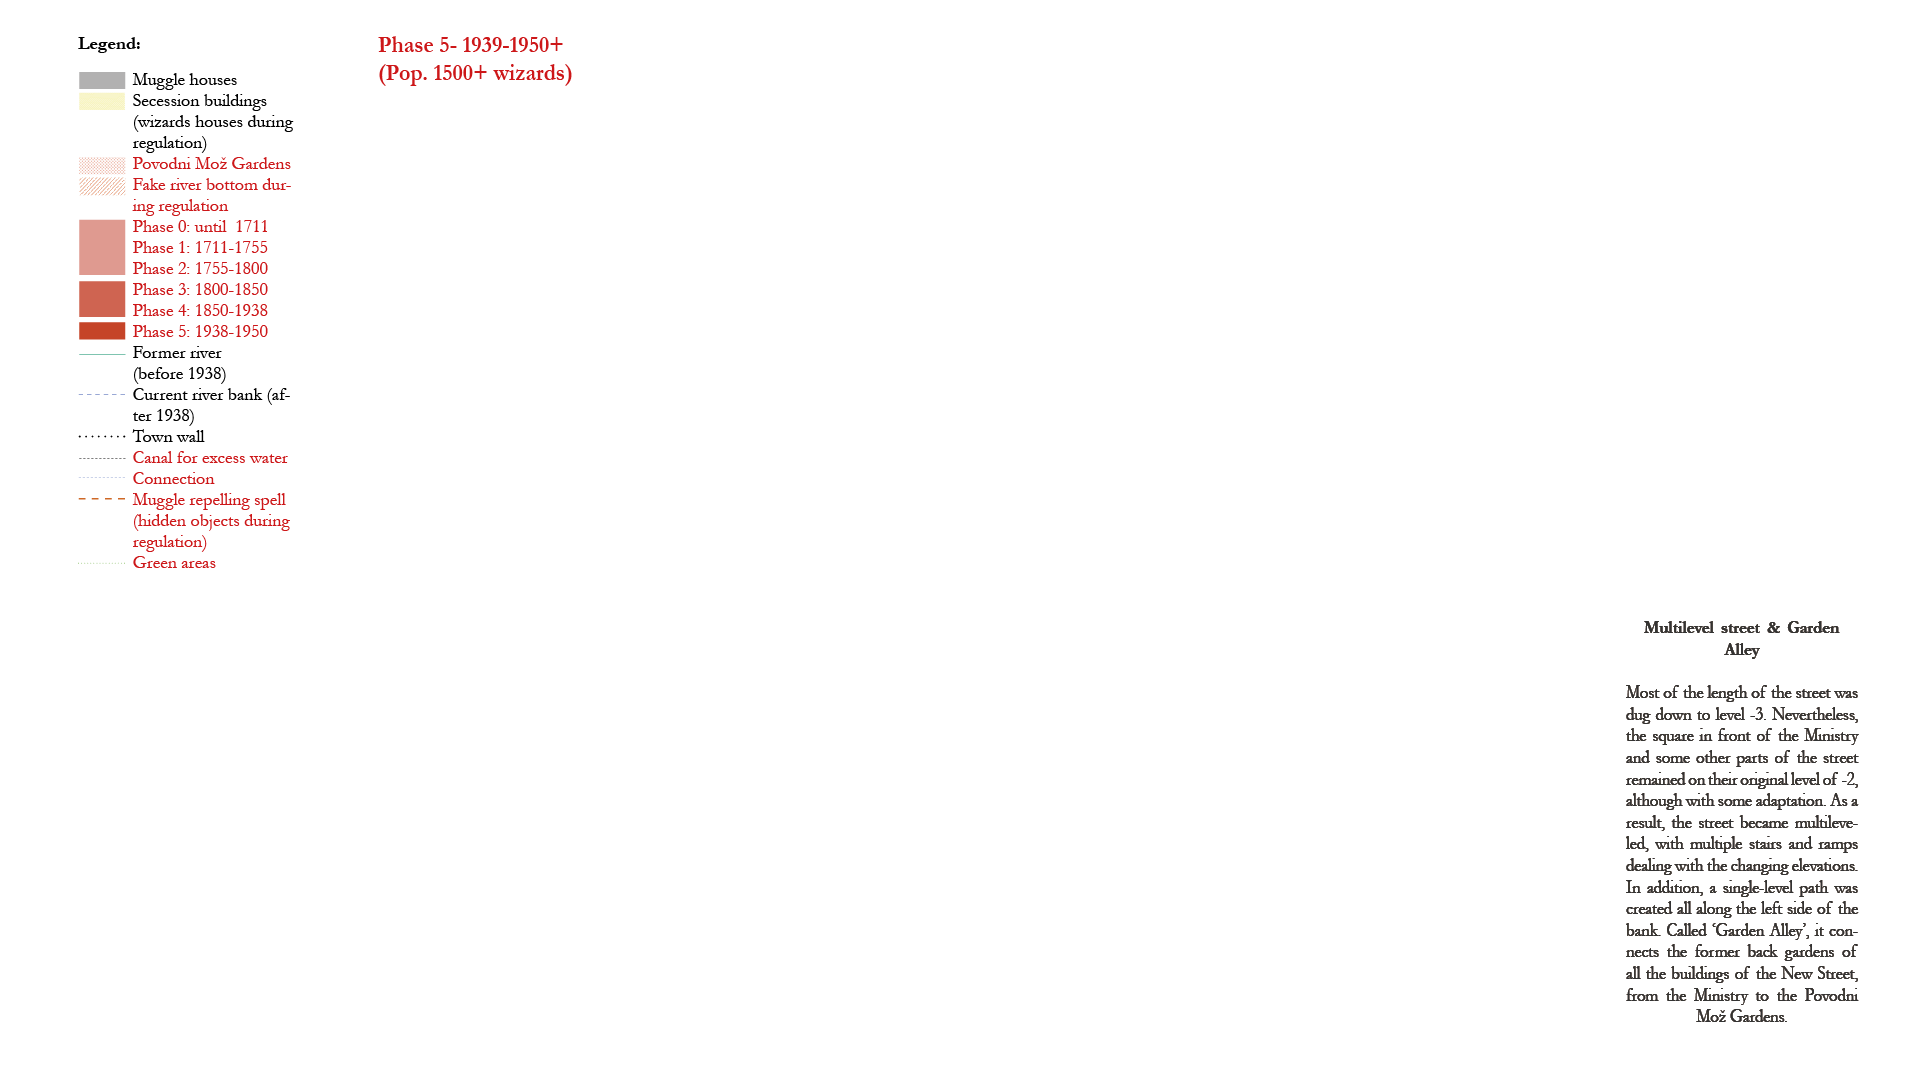 Legend:
Muggle houses
Secession buildings
(wizards houses during
regulation)
Povodni Mož Gardens
Fake river bottom dur-
ing regulation
Phase 0: until  1711
Phase 1: 1711-1755
Phase 2: 1755-1800
Phase 3: 1800-1850
Phase 4: 1850-1938
Phase 5: 1938-1950
Former river
(before 1938)
Current river bank (af-
ter 1938)
Town wall
Canal for excess water
Connection
Muggle repelling spell
(hidden objects during
regulation)
Green areas
Phase 5- 1939-1950+
(Pop. 1500+ wizards)
Multilevel street & Garden
Alley
Most of the length of the street was
dug down to level -3. Nevertheless,
the square in front of the Ministry
and some other parts of the street
remained on their original level of -2,
although with some adaptation. As a
result, the street became multileve-
led, with multiple stairs and ramps
dealing with the changing elevations.
In addition, a single-level path was
created all along the left side of the
bank. Called ‘Garden Alley’, it con-
nects the former back gardens of
all the buildings of the New Street,
from the Ministry to the Povodni
Mož Gardens.